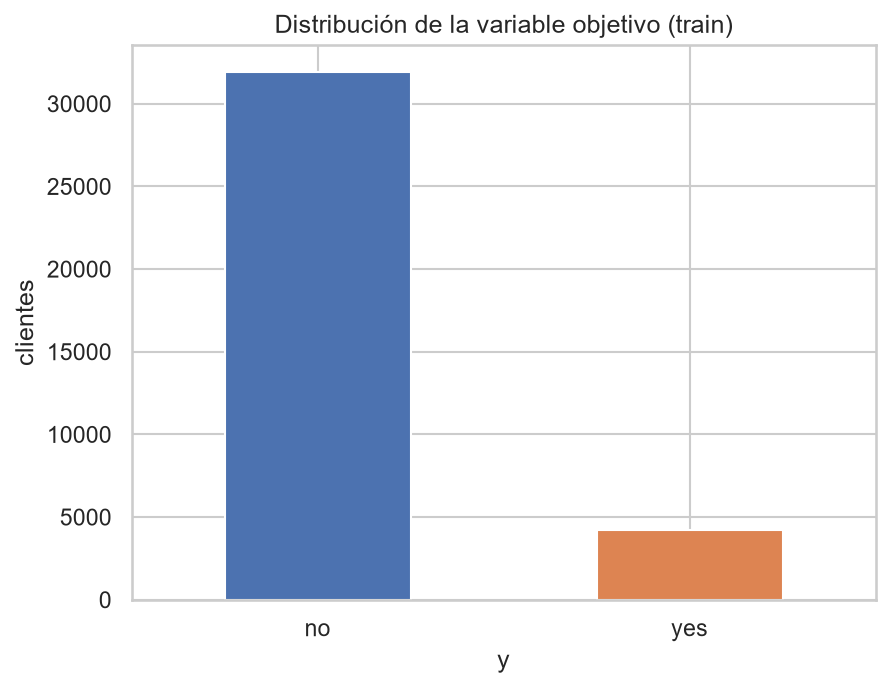 Distribución de la variable objetivo (train)
clientes
30000
25000
20000
15000
10000
5000
0
no yes
y